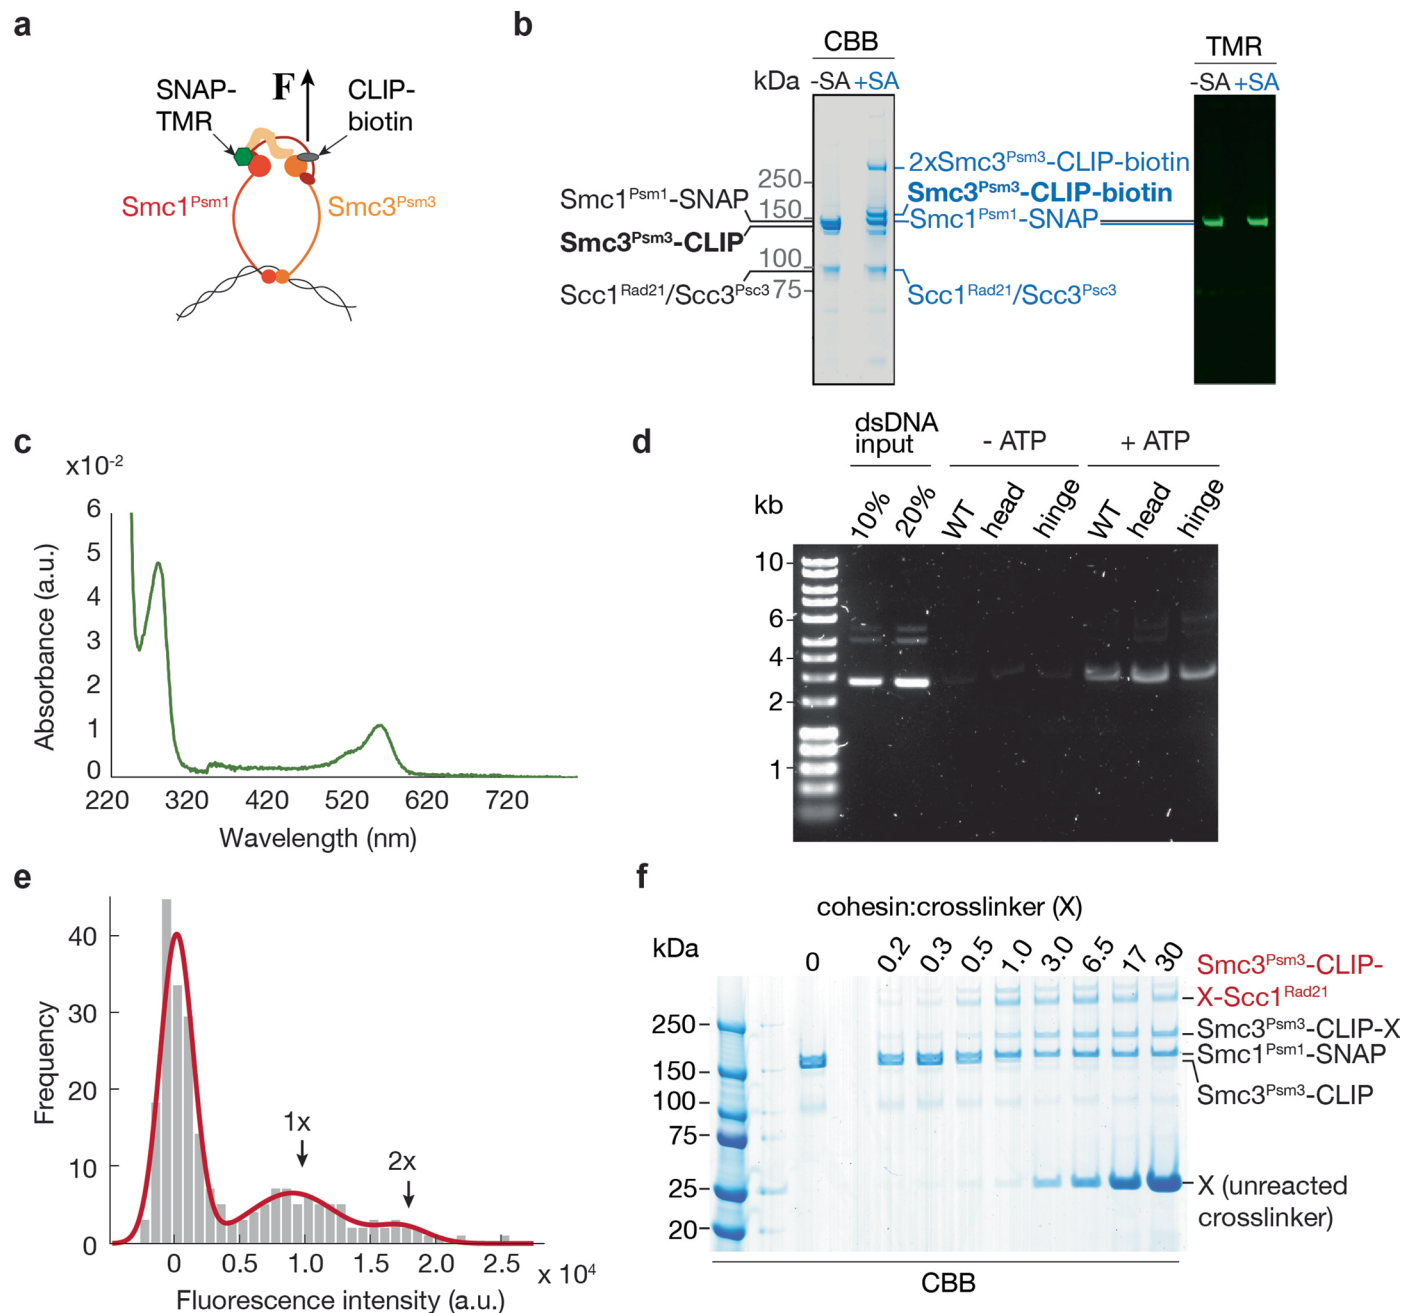 a
SNAP-
TMR
F
CLIP-
biotin
Smc1Psm1
Smc3Psm3
b
CBB
kDa -SA +SA
250
150
100
75
Smc1Psm1-SNAP
Smc3Psm3-CLIP
Scc1Rad21/Scc3Psc3
2xSmc3Psm3-CLIP-biotin
Smc3Psm3-CLIP-biotin
Smc1Psm1-SNAP
Scc1Rad21/Scc3Psc3
TMR
-SA +SA
c
x10-2
6
5
4
3
2
1
0
Absorbance (a.u.)
220 320 420 520 620 720
Wavelength (nm)
d
dsDNA
input
- ATP
+ ATP
kb
10% 20% WT head hinge WT head hinge
10
6
4
2
1
e
40
30
20
10
0
Frequency
1x
2x
0 0.5 1.0 1.5 2.0 2.5 x 104
Fluorescence intensity (a.u.)
f
cohesin:crosslinker (X)
kDa
0 0.2 0.3 0.5 1.0 3.0 6.5 17 30
250
150
100
75
25
20
Smc3Psm3-CLIP-
X-Scc1Rad21
Smc3Psm3-CLIP-X
Smc1Psm1-SNAP
Smc3Psm3-CLIP
X (unreacted
crosslinker)
CBB